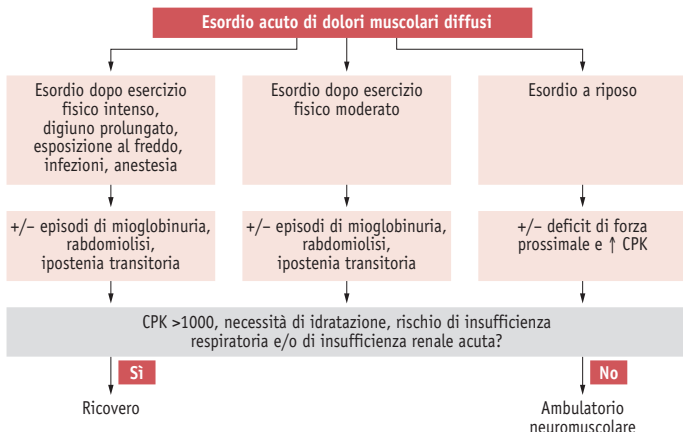 Esordio acuto di dolori muscolari diffusi
Esordio dopo esercizio
fisico intenso,
digiuno prolungato,
esposizione al freddo,
infezioni, anestesia
Esordio dopo esercizio
fisico moderato
Esordio a riposo
+/– episodi di mioglobinuria,
rabdomiolisi,
ipostenia transitoria
+/– episodi di mioglobinuria,
rabdomiolisi,
ipostenia transitoria
+/– deficit di forza
prossimale e ↑ CPK
CPK >1000, necessità di idratazione, rischio di insufficienza
respiratoria e/o di insufficienza renale acuta?
Sì
No
Ricovero
Ambulatorio
neuromuscolare